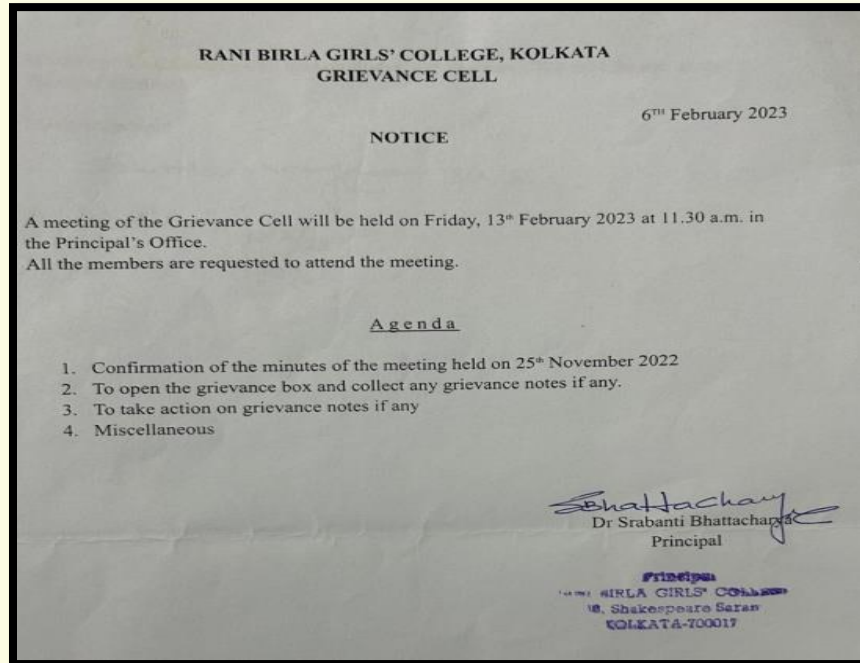 RANI BIRLA GIRLS' COLLEGE, KOLKATA
GRIEVANCE CELL
6TH February 2023
NOTICE
A meeting of the Grievance Cell will be held on Friday, 13th February 2023 at 11.30 a.m. in
the Principal's Office.
All the members are requested to attend the meeting.
Agenda
1. Confirmation of the minutes of the meeting held on 25th November 2022
2. To open the grievance box and collect any grievance notes if any.
3. To take action on grievance notes if any
4. Miscellaneous
SBhattacharya
Dr Srabanti Bhattacharya
Principal
Principal
BIRLA GIRLS' COLLEGE
Shakespeare Saran
KOLKATA-700017